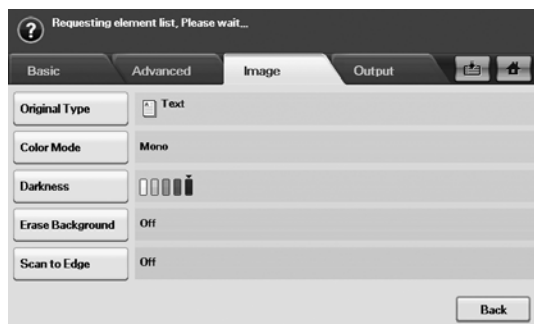 Requesting element list, Please wait...
Basic Advanced Image Output
Original Type Text
Color Mode Mono
Darkness
Erase Background Off
Scan to Edge Off
Back